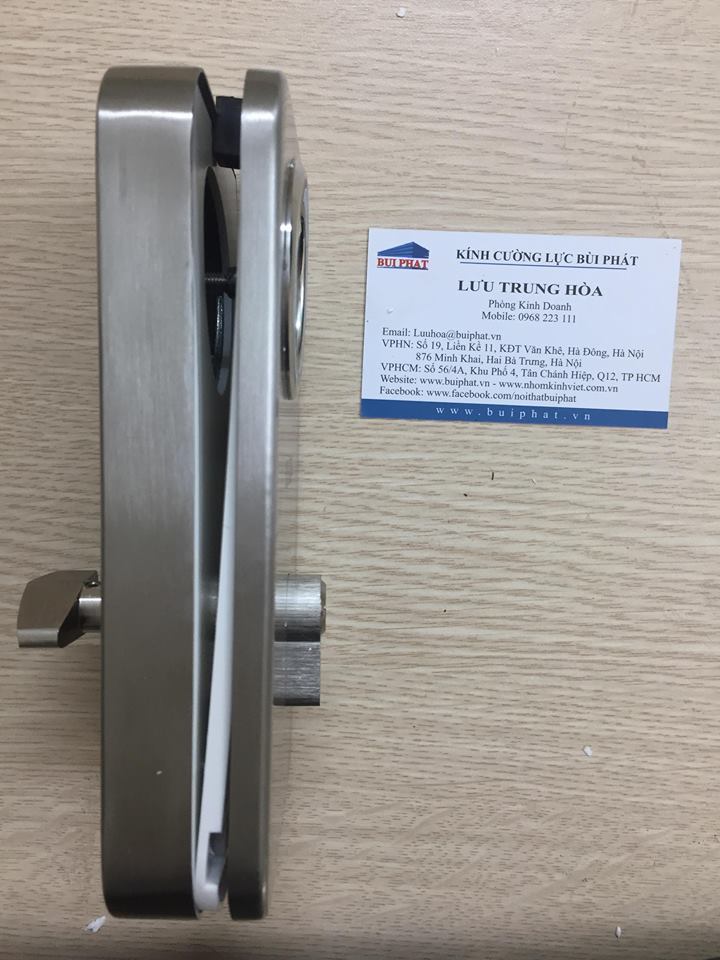 BUI PHAT
KÍNH CƯỜNG LỰC BÙI PHÁT
LƯU TRUNG HÒA
Phòng Kinh Doanh
Mobile: 0968 223 111
Email: Luuhoa@buiphat.vn
VPHN: Số 19, Liền Kề 11, KĐT Văn Khê, Hà Đông, Hà Nội
876 Minh Khai, Hai Bà Trưng, Hà Nội
VPHCM: Số 56/4A, Khu Phố 4, Tân Chánh Hiệp, Q12, TP HCM
Website: www.buiphat.vn - www.nhomkinhviet.com.vn
Facebook: www.facebook.com/noithatbuiphat
www.buiphat.vn